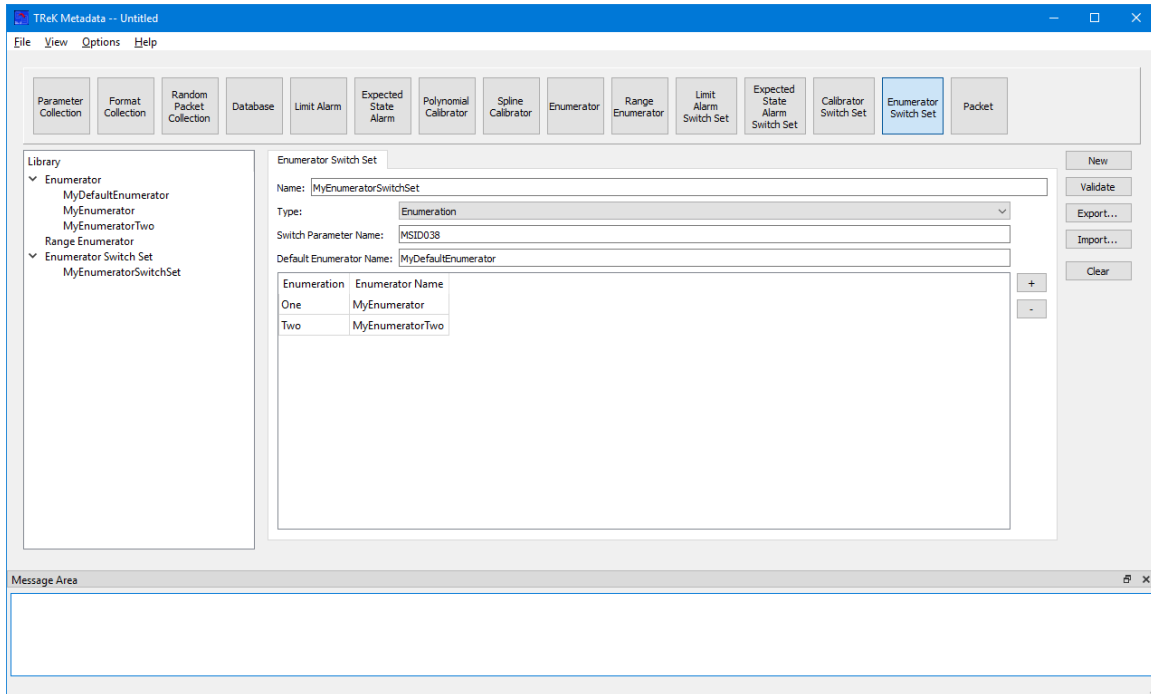 TReK Metadata -- Untitled
File View Options Help
Parameter Collection
Format Collection
Random Packet Collection
Database
Limit Alarm
Expected State Alarm
Polynomial Calibrator
Spline Calibrator
Enumerator
Range Enumerator
Limit Alarm Switch Set
Expected State Alarm Switch Set
Calibrator Switch Set
Enumerator Switch Set
Packet
Library
Enumerator
MyDefaultEnumerator
MyEnumerator
MyEnumeratorTwo
Range Enumerator
Enumerator Switch Set
MyEnumeratorSwitchSet
Enumerator Switch Set
Name: MyEnumeratorSwitchSet
Type: Enumeration
Switch Parameter Name: MSID038
Default Enumerator Name: MyDefaultEnumerator
Enumeration Enumerator Name
One MyEnumerator
Two MyEnumeratorTwo
+
-
New
Validate
Export...
Import...
Clear
Message Area